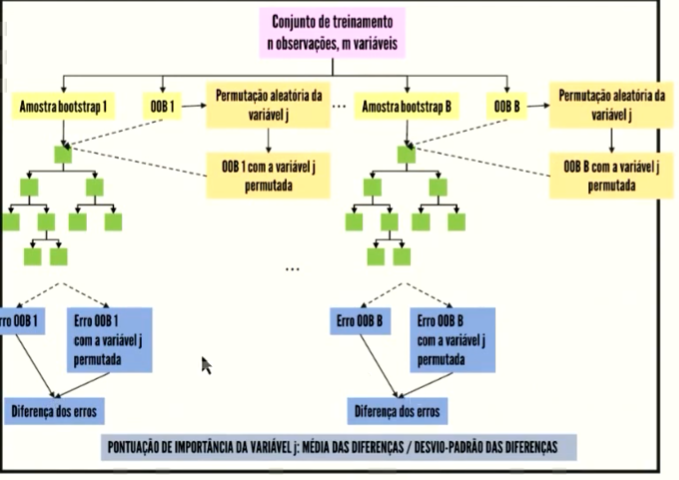 Conjunto de treinamento
n observações, m variáveis
Amostra bootstrap 1
OOB 1
Permutação aleatória da
variável j
...
Amostra bootstrap B
OOB B
Permutação aleatória da
variável j
OOB 1 com a variável j
permutada
OOB B com a variável j
permutada
...
rro OOB 1
Erro OOB 1
com a variável j
permutada
Erro OOB B
Erro OOB B
com a variável j
permutada
Diferença dos erros
Diferença dos erros
PONTUAÇÃO DE IMPORTÂNCIA DA VARIÁVEL j: MÉDIA DAS DIFERENÇAS / DESVIO-PADRÃO DAS DIFERENÇAS